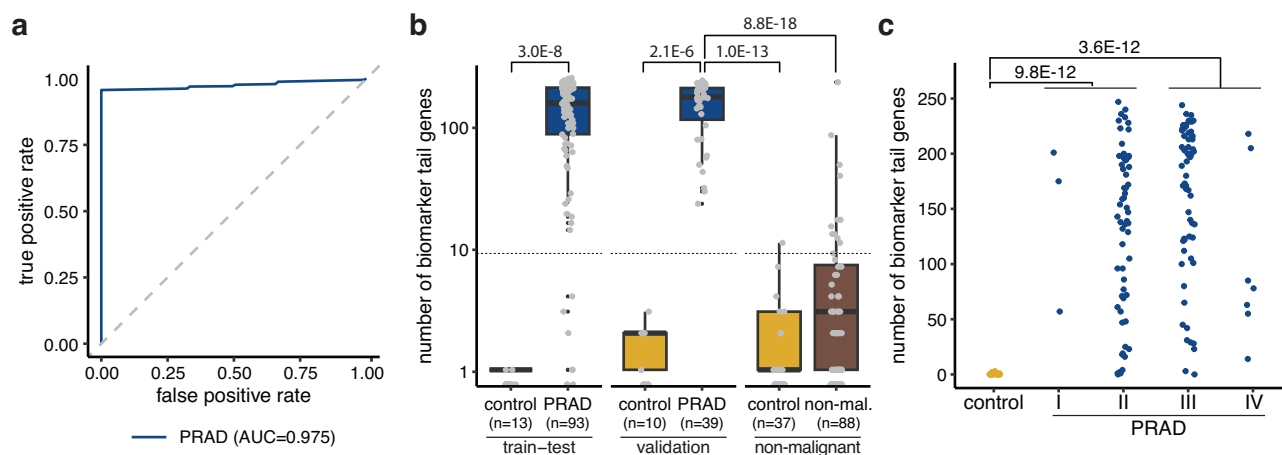 a
1.00
0.75
0.50
0.25
0.00
true positive rate
0.00 0.25 0.50 0.75 1.00
false positive rate
PRAD (AUC=0.975)
b
8.8E-18
3.0E-8 2.1E-6 1.0E-13
100
10
1
number of biomarker tail genes
control PRAD control PRAD control non-mal.
(n=13) (n=93) (n=10) (n=39) (n=37) (n=88)
train-test validation non-malignant
c
3.6E-12
9.8E-12
250
200
150
100
50
0
number of biomarker tail genes
control I II III IV
PRAD